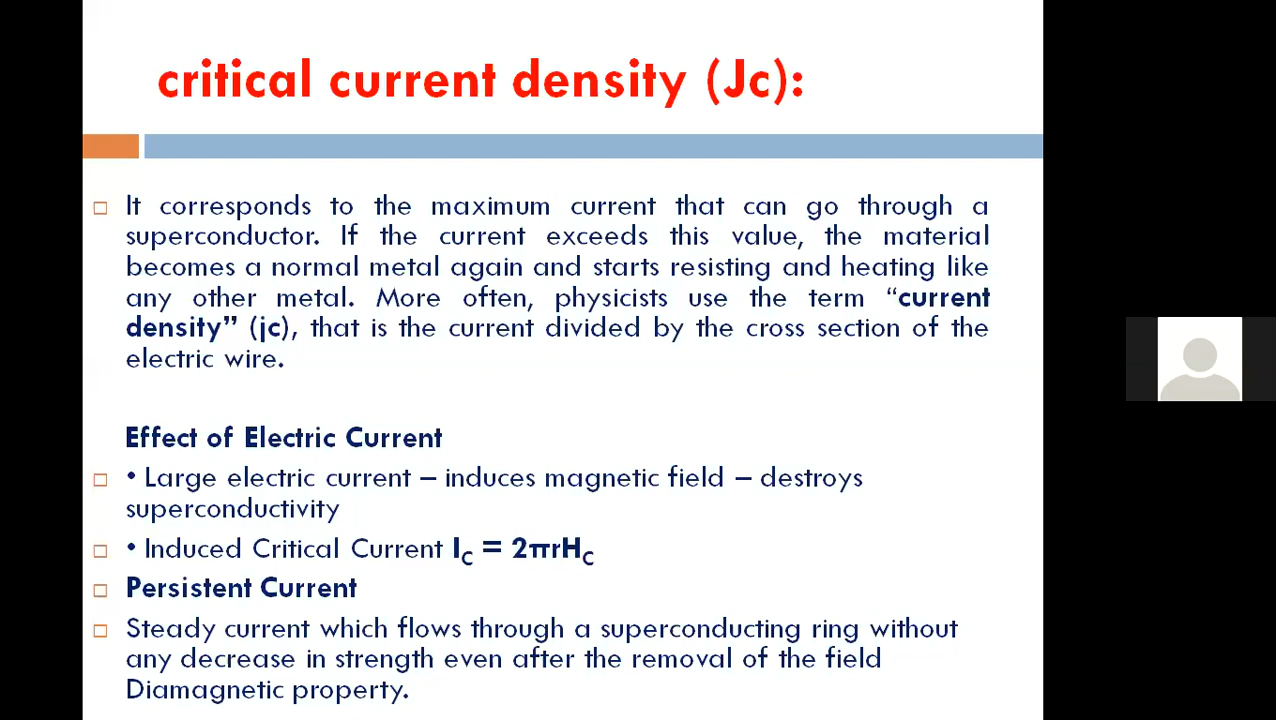 critical current density (Jc):
It corresponds to the maximum current that can go through a
superconductor. If the current exceeds this value, the material
becomes a normal metal again and starts resisting and heating like
any other metal. More often, physicists use the term “current
density” (jc), that is the current divided by the cross section of the
electric wire.
Effect of Electric Current
• Large electric current – induces magnetic field – destroys
superconductivity
• Induced Critical Current IC = 2πrHC
Persistent Current
Steady current which flows through a superconducting ring without
any decrease in strength even after the removal of the field
Diamagnetic property.